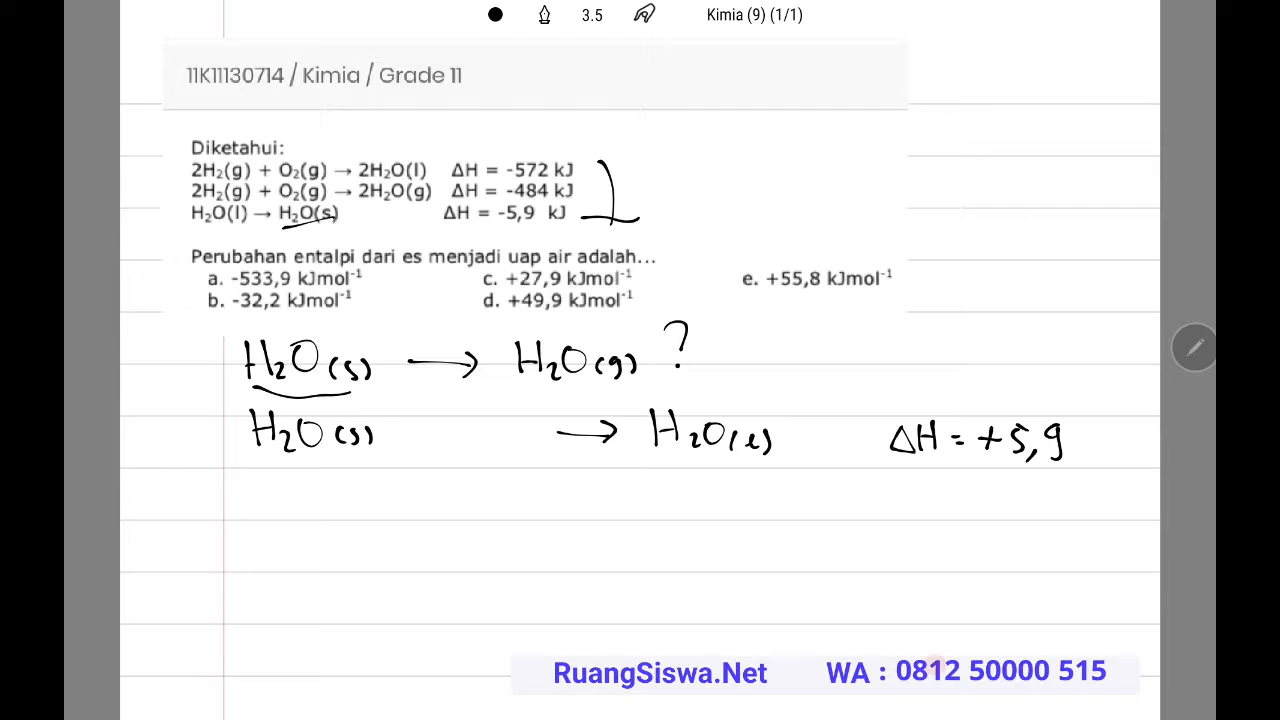 3.5 Kimia (9) (1/1)
11K11130714 / Kimia / Grade 11
Diketahui:
2H₂(g) + O₂(g) → 2H₂O(l) ΔH = -572 kJ
2H₂(g) + O₂(g) → 2H₂O(g) ΔH = -484 kJ
H₂O(l) → H₂O(s) ΔH = -5,9 kJ
Perubahan entalpi dari es menjadi uap air adalah...
a. -533,9 kJmol⁻¹ c. +27,9 kJmol⁻¹ e. +55,8 kJmol⁻¹
b. -32,2 kJmol⁻¹ d. +49,9 kJmol⁻¹
H₂O(s) → H₂O(g) ?
H₂O(s) → H₂O(l) ΔH = +5,9
RuangSiswa.Net WA : 0812 50000 515